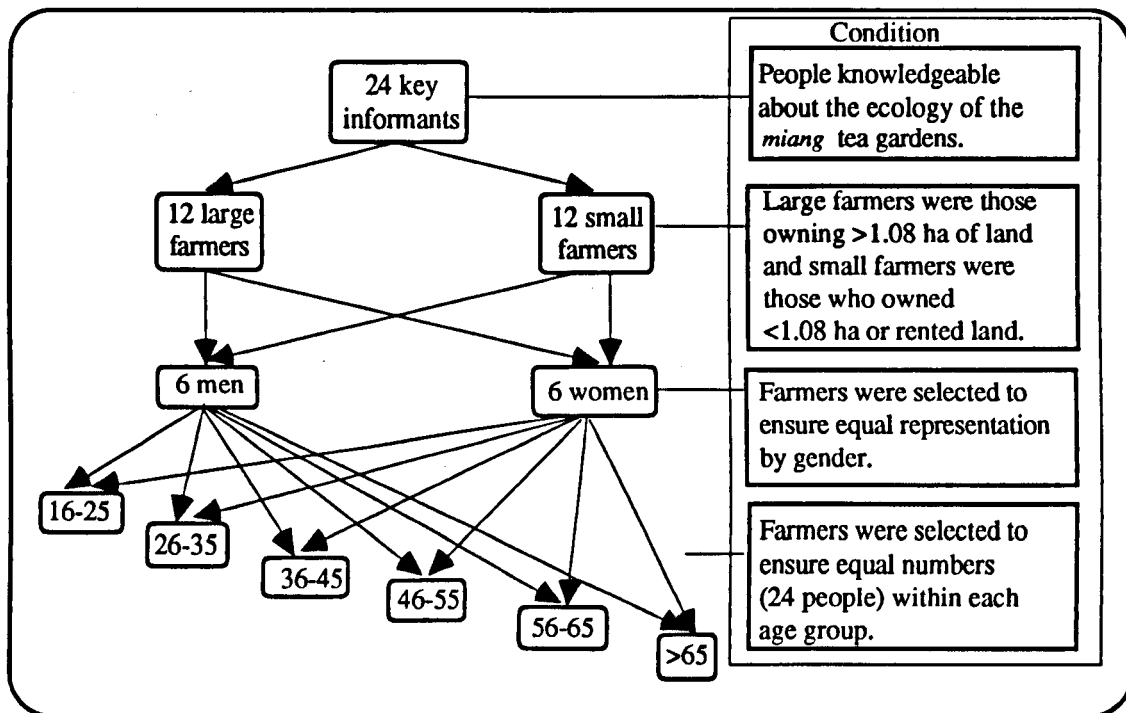 Condition
24 key
informants
People knowledgeable
about the ecology of the
miang tea gardens.
12 large
farmers
12 small
farmers
Large farmers were those
owning >1.08 ha of land
and small farmers were
those who owned
<1.08 ha or rented land.
6 men
6 women
Farmers were selected to
ensure equal representation
by gender.
16-25
26-35
36-45
46-55
56-65
>65
Farmers were selected to
ensure equal numbers
(24 people) within each
age group.